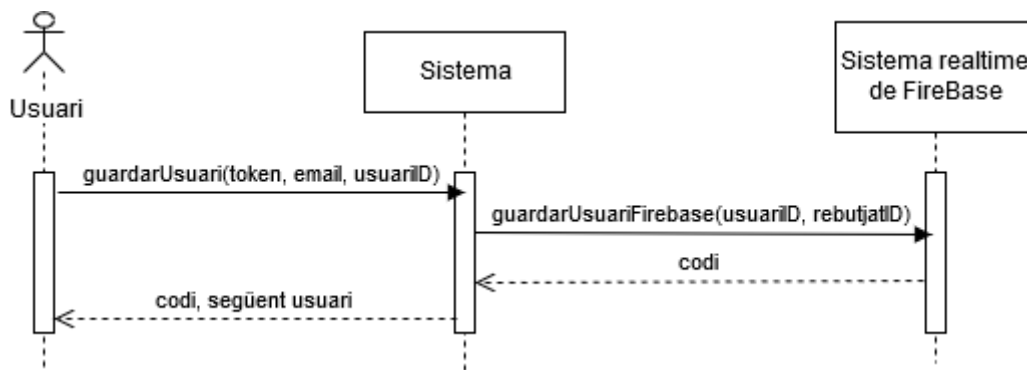 Usuari
Sistema
Sistema realtime
de FireBase
guardarUsuari(token, email, usuariID)
guardarUsuariFirebase(usuariID, rebutjatID)
codi
codi, següent usuari